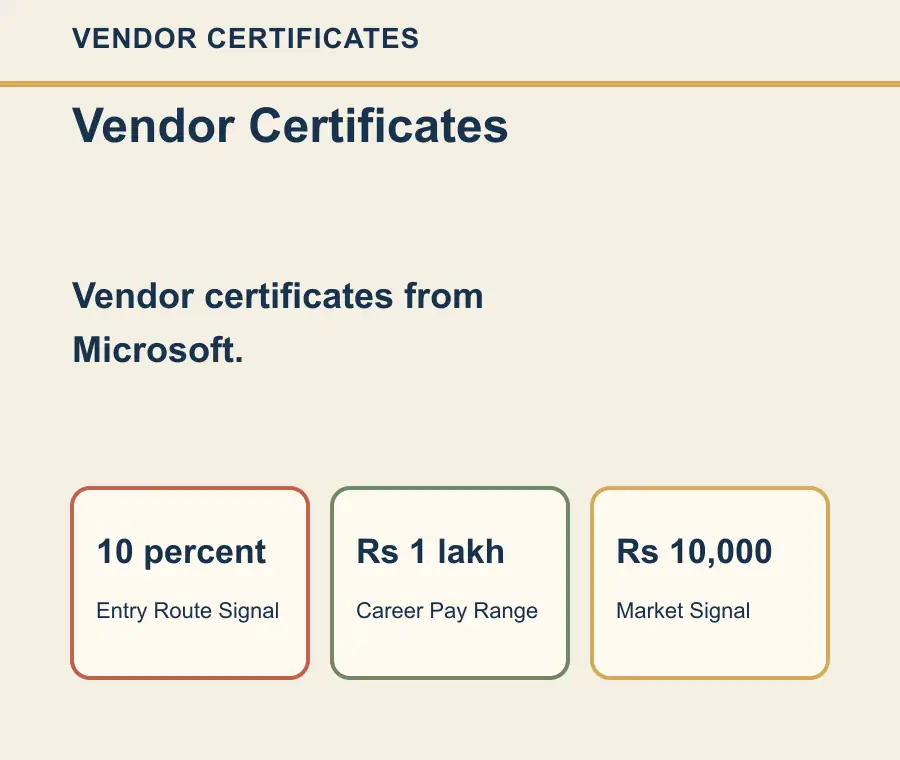 VENDOR CERTIFICATES
Vendor Certificates
Vendor certificates from
Microsoft.
10 percent
Entry Route Signal
Rs 1 lakh
Career Pay Range
Rs 10,000
Market Signal